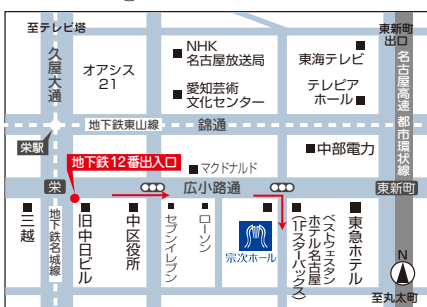 至テレビ塔
東新町
出口
久屋大通
オアシス
21
NHK
名古屋放送局
愛知芸術
文化センター
東海テレビ
テレピア
ホール
名古屋高速 都市環状線
地下鉄東山線
錦通
栄駅
地下鉄12番出入口
中部電力
マクドナルド
栄
広小路通
東新町
三越
地下鉄名城線
旧中日ビル
中区役所
セブンイレブン
ローソン
宗次ホール
ベストウェスタン
ホテル名古屋
(1Fスターバックス)
東急ホテル
N
至丸太町